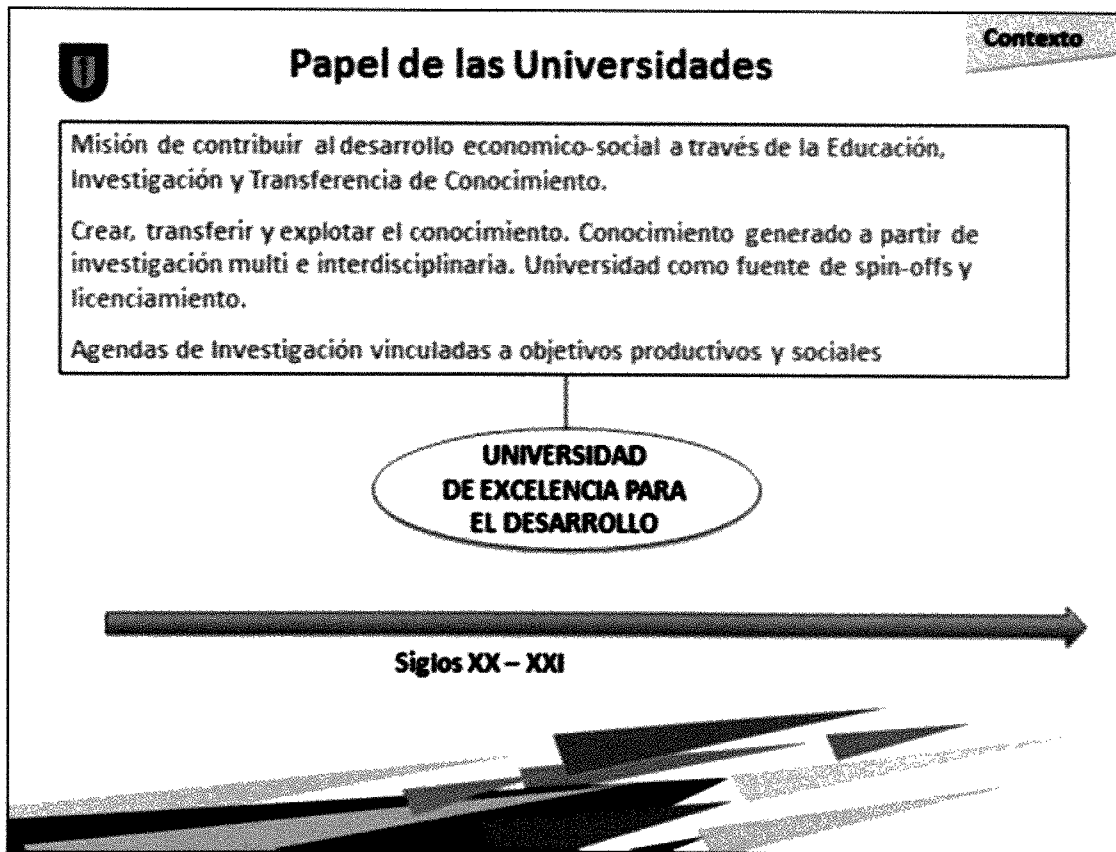 Contexto
Papel de las Universidades
Misión de contribuir al desarrollo economico-social a través de la Educación,
Investigación y Transferencia de Conocimiento.
Crear, transferir y explotar el conocimiento. Conocimiento generado a partir de
investigación multi e interdisciplinaria. Universidad como fuente de spin-offs y
licenciamiento.
Agendas de Investigación vinculadas a objetivos productivos y sociales
UNIVERSIDAD
DE EXCELENCIA PARA
EL DESARROLLO
Siglos XX – XXI